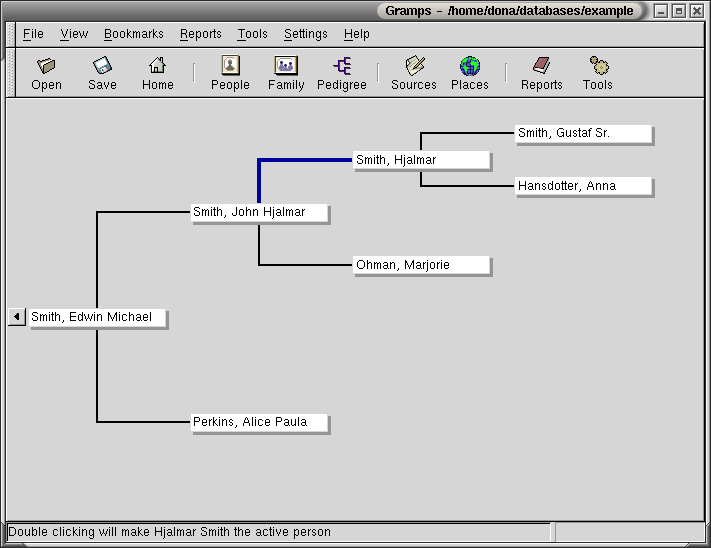 Gramps - /home/dona/databases/example
File View Bookmarks Reports Tools Settings Help
Open Save Home People Family Pedigree Sources Places Reports Tools
Smith, Gustaf Sr.
Smith, Hjalmar
Hansdotter, Anna
Smith, John Hjalmar
Ohman, Marjorie
Smith, Edwin Michael
Perkins, Alice Paula
Double clicking will make Hjalmar Smith the active person